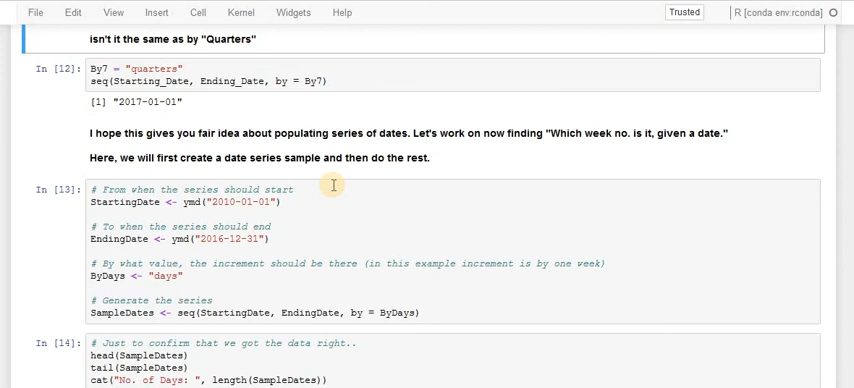 File Edit View Insert Cell Kernel Widgets Help Trusted R [conda env:rconda]
isn't it the same as by "Quarters"
In [12]: By7 = "quarters"
seq(Starting_Date, Ending_Date, by = By7)
[1] "2017-01-01"
I hope this gives you fair idea about populating series of dates. Let's work on now finding "Which week no. is it, given a date."
Here, we will first create a date series sample and then do the rest.
In [13]: # From when the series should start
StartingDate <- ymd("2010-01-01")
# To when the series should end
EndingDate <- ymd("2016-12-31")
# By what value, the increment should be there (in this example increment is by one week)
ByDays <- "days"
# Generate the series
SampleDates <- seq(StartingDate, EndingDate, by = ByDays)
In [14]: # Just to confirm that we got the data right..
head(SampleDates)
tail(SampleDates)
cat("No. of Days: ", length(SampleDates))